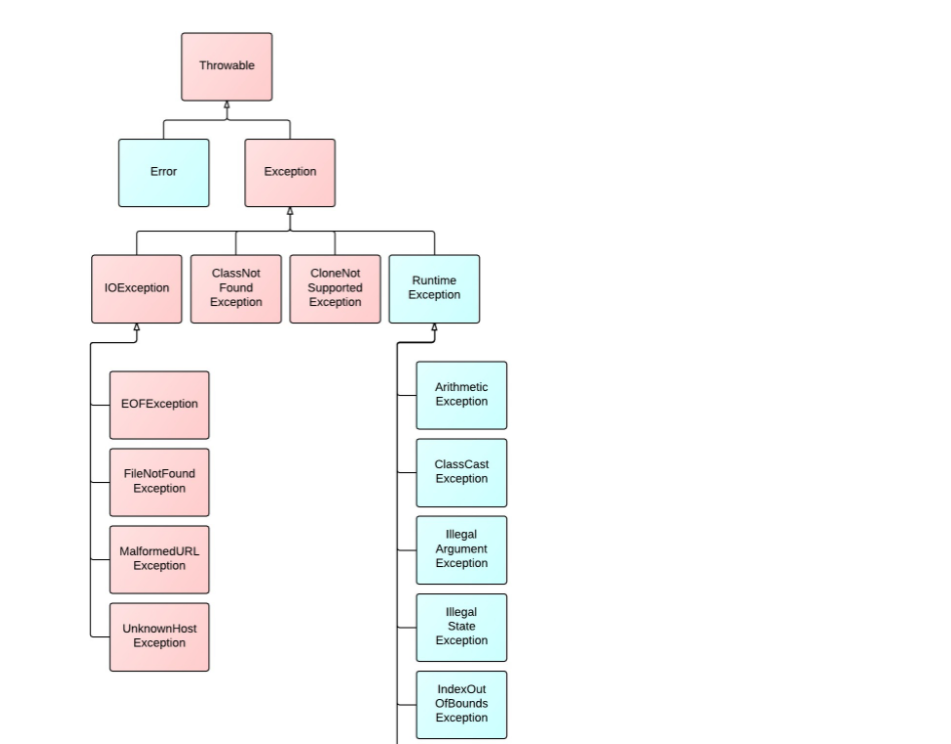 Throwable
Error
Exception
IOException
ClassNot
Found
Exception
CloneNot
Supported
Exception
Runtime
Exception
EOFException
FileNotFound
Exception
MalformedURL
Exception
UnknownHost
Exception
Arithmetic
Exception
ClassCast
Exception
Illegal
Argument
Exception
Illegal
State
Exception
IndexOut
OfBounds
Exception